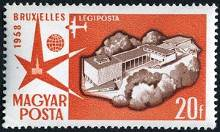 BRUXELLES
1958
LÉGIPOSTA
MAGYAR
POSTA
20f